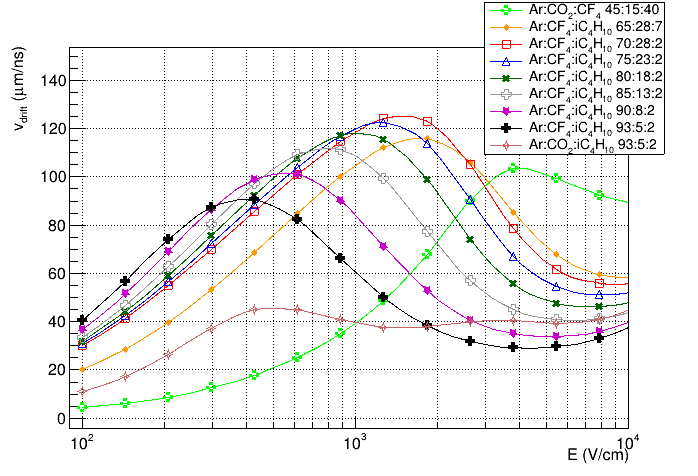 Ar:CO₂:CF₄ 45:15:40
Ar:CF₄:iC₄H₁₀ 65:28:7
Ar:CF₄:iC₄H₁₀ 70:28:2
Ar:CF₄:iC₄H₁₀ 75:23:2
Ar:CF₄:iC₄H₁₀ 80:18:2
Ar:CF₄:iC₄H₁₀ 85:13:2
Ar:CF₄:iC₄H₁₀ 90:8:2
Ar:CF₄:iC₄H₁₀ 93:5:2
Ar:CO₂:iC₄H₁₀ 93:5:2
v_drift (μm/ns)
140
120
100
80
60
40
20
0
10² 10³ 10⁴
E (V/cm)